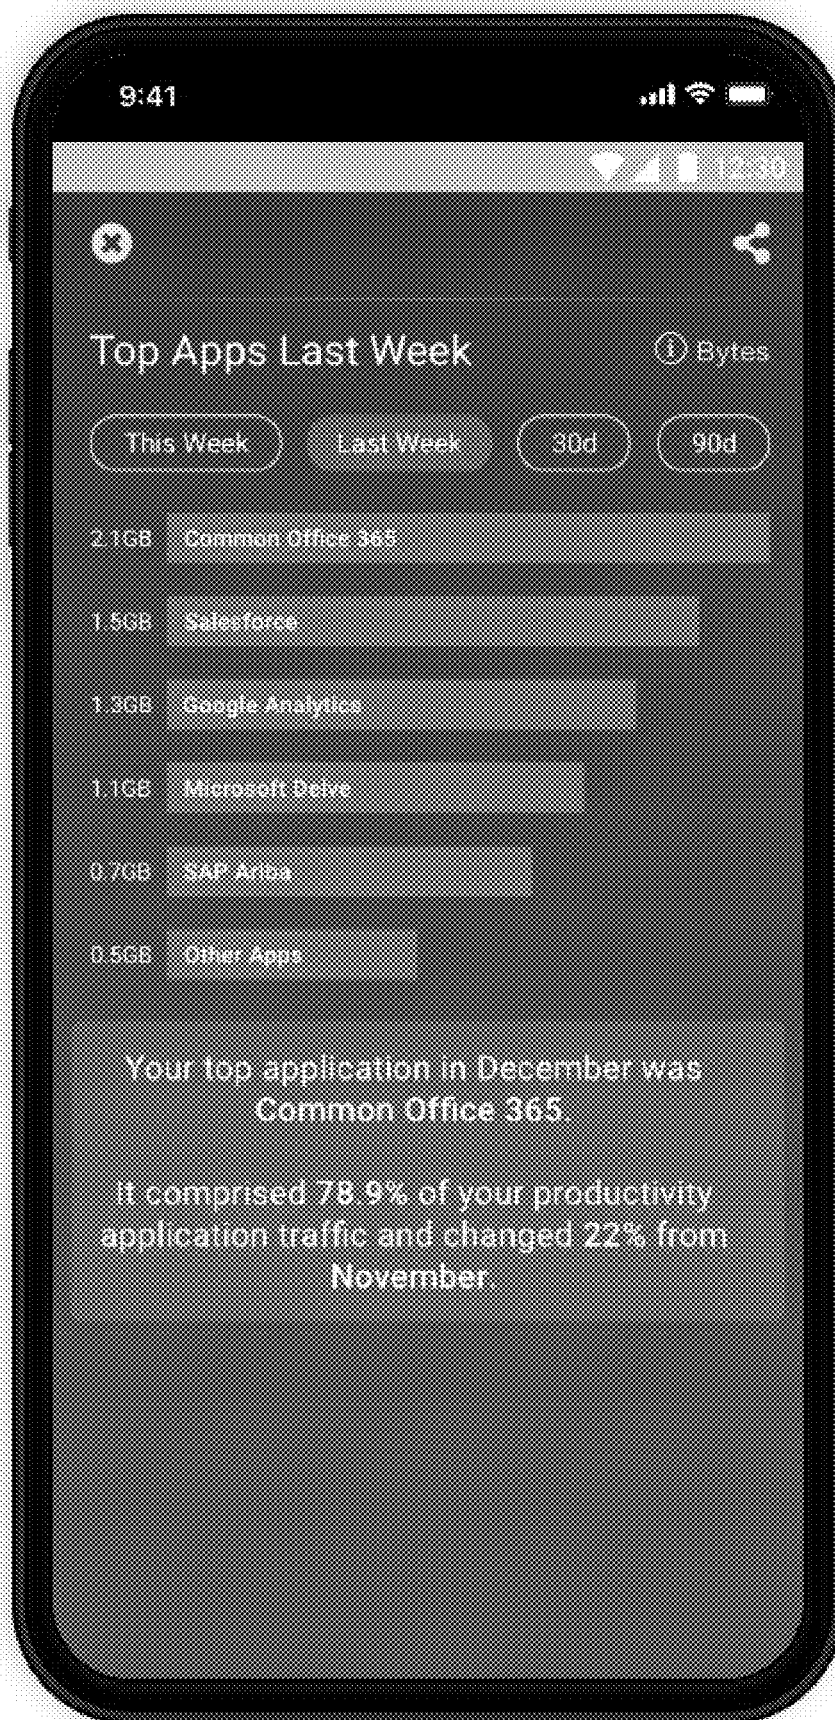 9:41
12:30
Top Apps Last Week
Bytes
This Week
Last Week
30d
90d
2.1GB Common Office 365
1.5GB Salesforce
1.3GB Google Analytics
1.1GB Microsoft Delve
0.7GB SAP Ariba
0.5GB Other Apps
Your top application in December was
Common Office 365.
It comprised 78.9% of your productivity
application traffic and changed 22% from
November.